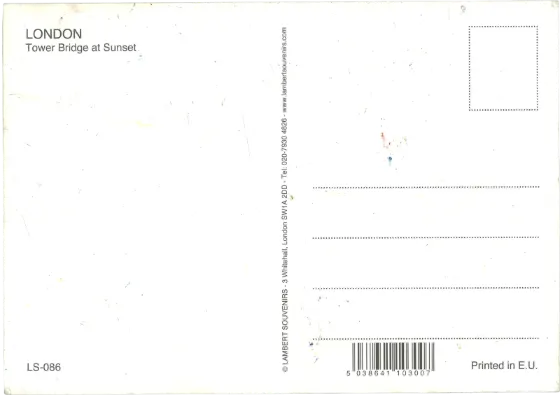 LONDON
Tower Bridge at Sunset
© LAMBERT SOUVENIRS - 3 Whitehall, London SW1A 2DD - Tel: 020-7930 4626 - www.lambertsouvenirs.com
5 038641 103007
LS-086
Printed in E.U.